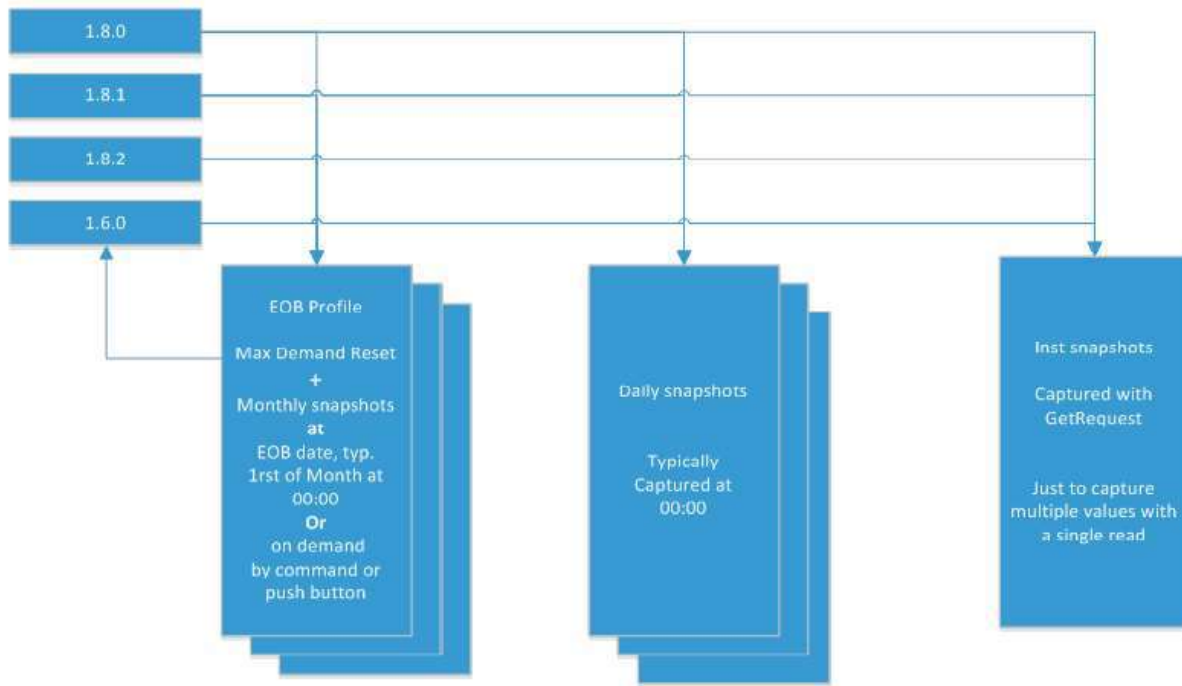 1.8.0
1.8.1
1.8.2
1.6.0
EOB Profile
Max Demand Reset
+
Monthly snapshots
at
EOB date, typ.
1rst of Month at
00:00
Or
on demand
by command or
push button
Daily snapshots
Typically
Captured at
00:00
Inst snapshots
Captured with
GetRequest
Just to capture
multiple values with
a single read